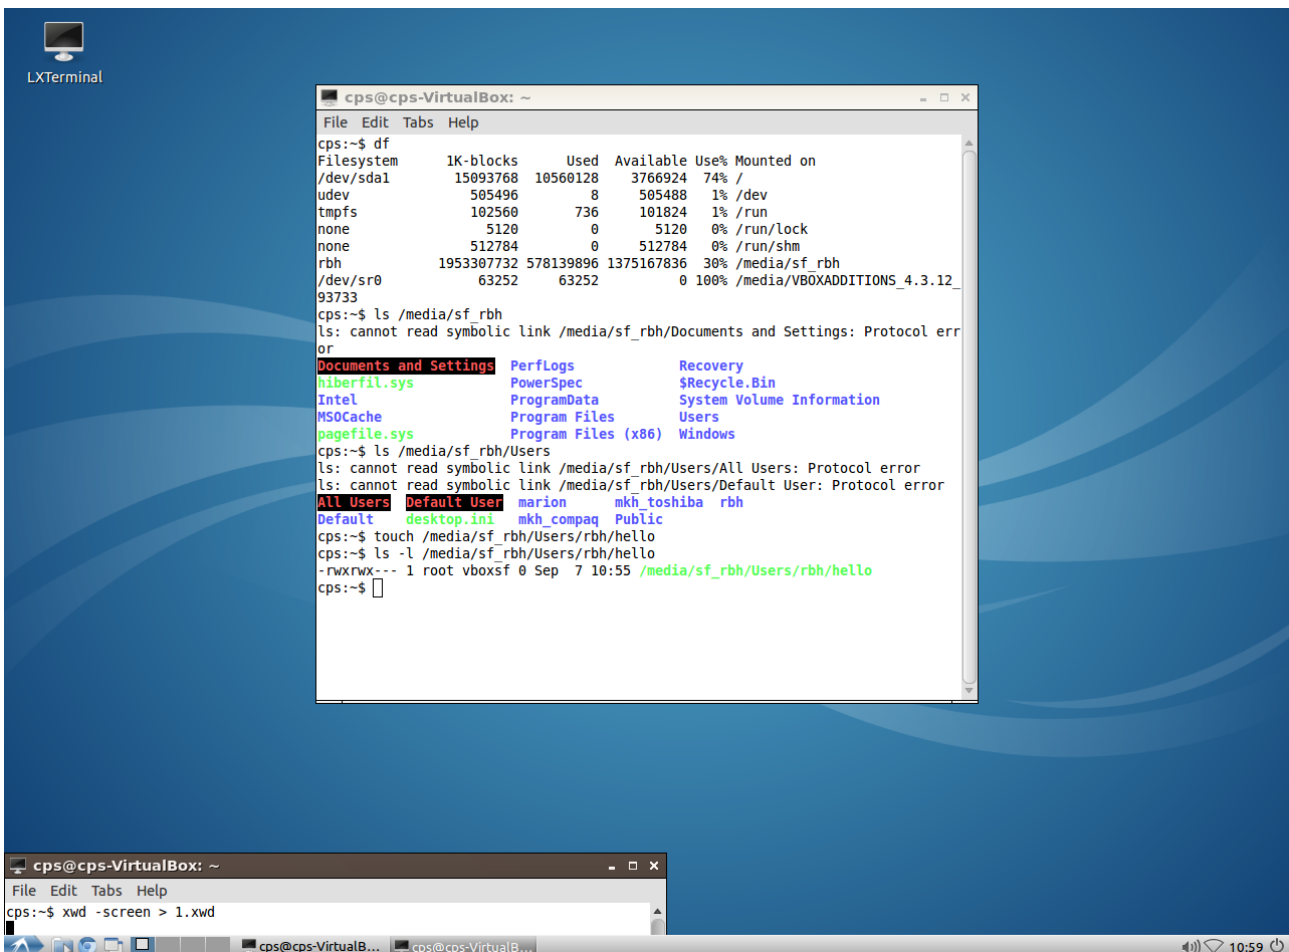 LXTerminal
cps@cps-VirtualBox: ~
File Edit Tabs Help
cps:~$ df
Filesystem     1K-blocks      Used  Available Use% Mounted on
/dev/sda1       15093768  10560128    3766924  74% /
udev              505496         8     505488   1% /dev
tmpfs             102560       736     101824   1% /run
none                5120         0       5120   0% /run/lock
none              512784         0     512784   0% /run/shm
rbh           1953307732 578139896 1375167836  30% /media/sf_rbh
/dev/sr0           63252     63252          0 100% /media/VBOXADDITIONS_4.3.12_
93733
cps:~$ ls /media/sf_rbh
ls: cannot read symbolic link /media/sf_rbh/Documents and Settings: Protocol err
or
Documents and Settings  PerfLogs             Recovery
hiberfil.sys            PowerSpec            $Recycle.Bin
Intel                   ProgramData          System Volume Information
MSOCache                Program Files        Users
pagefile.sys            Program Files (x86)  Windows
cps:~$ ls /media/sf_rbh/Users
ls: cannot read symbolic link /media/sf_rbh/Users/All Users: Protocol error
ls: cannot read symbolic link /media/sf_rbh/Users/Default User: Protocol error
All Users  Default User  marion      mkh_toshiba  rbh
Default    desktop.ini   mkh_compaq  Public
cps:~$ touch /media/sf_rbh/Users/rbh/hello
cps:~$ ls -l /media/sf_rbh/Users/rbh/hello
-rwxrwx--- 1 root vboxsf 0 Sep  7 10:55 /media/sf_rbh/Users/rbh/hello
cps:~$
cps@cps-VirtualBox: ~
File Edit Tabs Help
cps:~$ xwd -screen > 1.xwd
cps@cps-VirtualB... cps@cps-VirtualB... 10:59